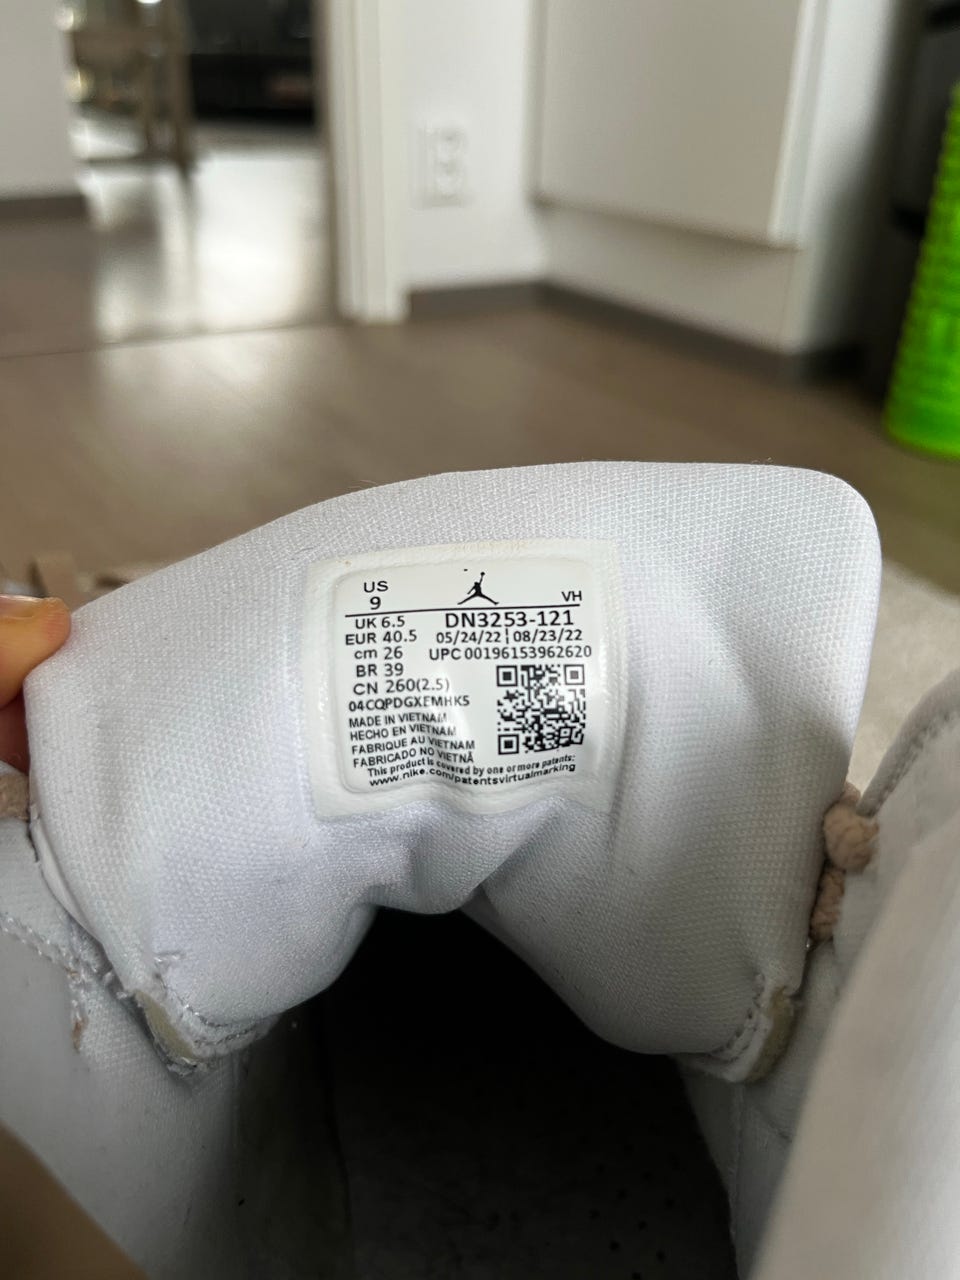 US
9
VH
UK 6.5
DN3253-121
EUR 40.5
05/24/22 | 08/23/22
cm 26
UPC 00196153962620
BR 39
CN 260(2.5)
04CQPDGXEMHK5
MADE IN VIETNAM
HECHO EN VIETNAM
FABRIQUE AU VIETNAM
FABRICADO NO VIETNÃ
This product is covered by one or more patents:
www.nike.com/patentsvirtualmarking